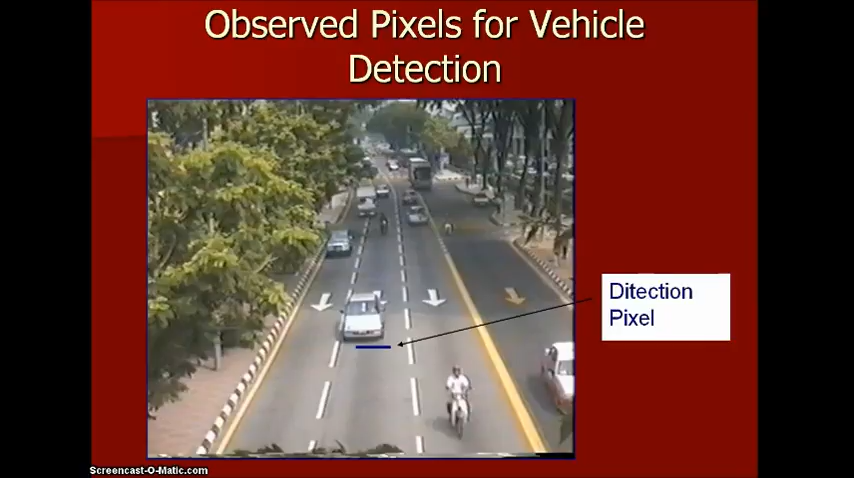 Observed Pixels for Vehicle
Detection
Ditection
Pixel
Screencast-O-Matic.com